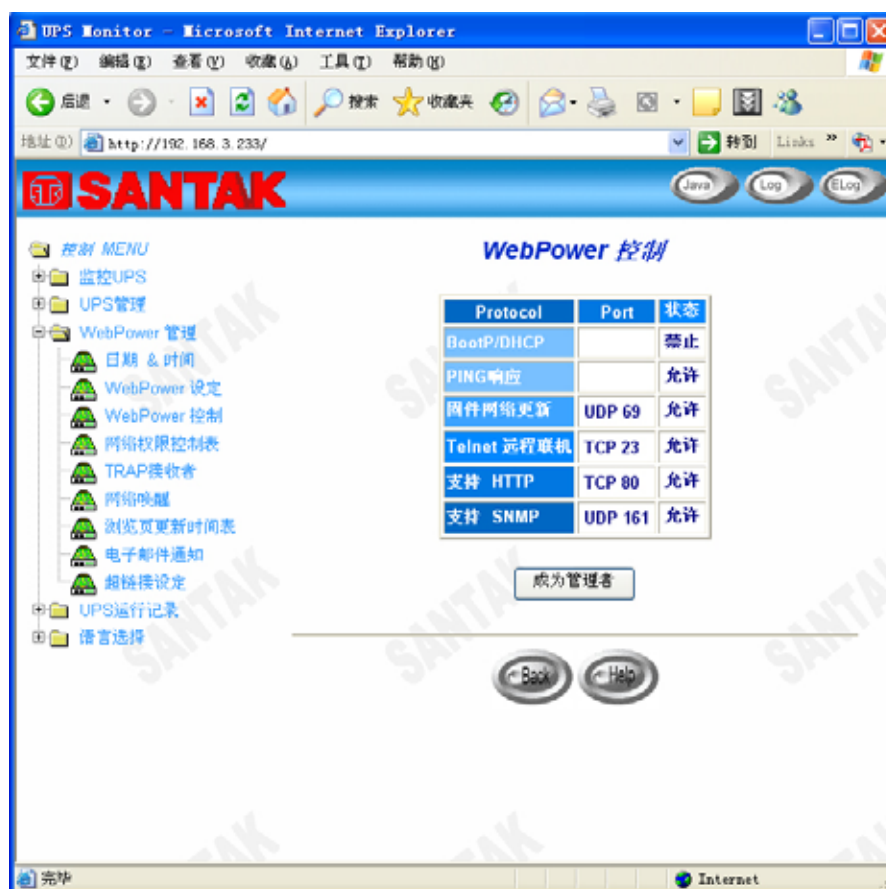 UPS Monitor - Microsoft Internet Explorer
文件(F) 编辑(E) 查看(V) 收藏(A) 工具(T) 帮助(H)
后退 搜索 收藏夹
地址(D) http://192.168.3.233/ 转到 Links »
SANTAK Java Log ELog
控制 MENU
监控UPS
UPS管理
WebPower 管理
日期 & 时间
WebPower 设定
WebPower 控制
网络权限控制表
TRAP接收者
网络唤醒
浏览页更新时间表
电子邮件通知
超链接设定
UPS运行记录
语言选择
WebPower 控制
Protocol Port 状态
BootP/DHCP 禁止
PING响应 允许
固件网络更新 UDP 69 允许
Telnet 远程联机 TCP 23 允许
支持 HTTP TCP 80 允许
支持 SNMP UDP 161 允许
成为管理者
Back Help
SANTAK
SANTAK
SANTAK
SANTAK
SANTAK
SANTAK
完毕 Internet